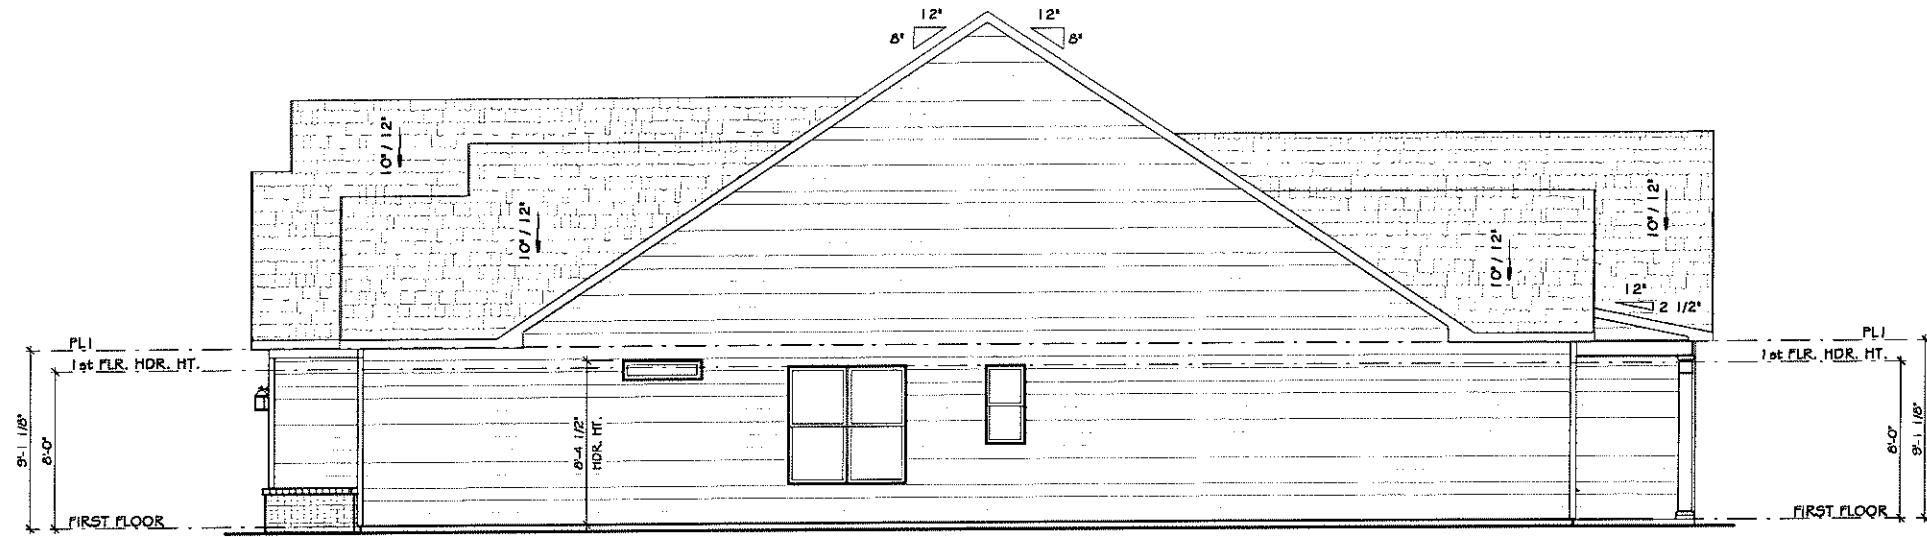 12" 12"
8" 8"
10" / 12"
10" / 12"
10" / 12"
10" / 12"
12"
2 1/2"
PL1
1st FLR. HDR. HT.
PL1
1st FLR. HDR. HT.
9'-1 1/8"
8'-0"
8'-4 1/2"
HDR. HT.
8'-0"
9'-1 1/8"
FIRST FLOOR
FIRST FLOOR